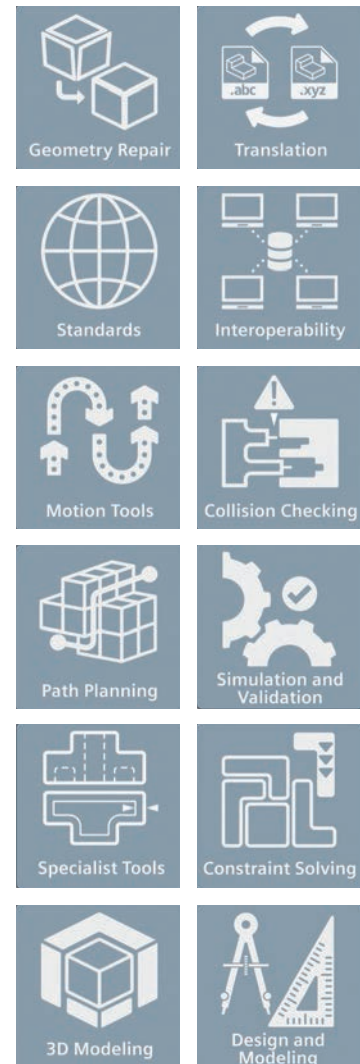 Geometry Repair
.abc
.xyz
Translation
Standards
Interoperability
Motion Tools
Collision Checking
Path Planning
Simulation and
Validation
Specialist Tools
Constraint Solving
3D Modeling
Design and
Modeling